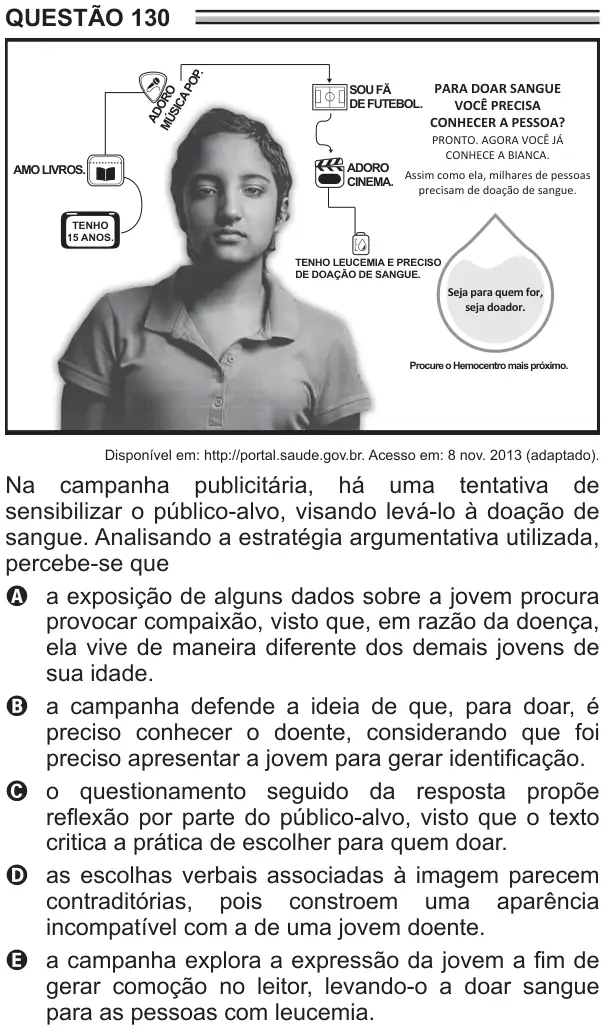 QUESTÃO 130
ADORO
MÚSICA POP.
SOU FÃ
DE FUTEBOL.
AMO LIVROS.
ADORO
CINEMA.
TENHO
15 ANOS.
TENHO LEUCEMIA E PRECISO
DE DOAÇÃO DE SANGUE.
PARA DOAR SANGUE
VOCÊ PRECISA
CONHECER A PESSOA?
PRONTO. AGORA VOCÊ JÁ
CONHECE A BIANCA.
Assim como ela, milhares de pessoas
precisam de doação de sangue.
Seja para quem for,
seja doador.
Procure o Hemocentro mais próximo.
Disponível em: http://portal.saude.gov.br. Acesso em: 8 nov. 2013 (adaptado).
Na campanha publicitária, há uma tentativa de
sensibilizar o público-alvo, visando levá-lo à doação de
sangue. Analisando a estratégia argumentativa utilizada,
percebe-se que
A a exposição de alguns dados sobre a jovem procura
provocar compaixão, visto que, em razão da doença,
ela vive de maneira diferente dos demais jovens de
sua idade.
B a campanha defende a ideia de que, para doar, é
preciso conhecer o doente, considerando que foi
preciso apresentar a jovem para gerar identificação.
C o questionamento seguido da resposta propõe
reflexão por parte do público-alvo, visto que o texto
critica a prática de escolher para quem doar.
D as escolhas verbais associadas à imagem parecem
contraditórias, pois constroem uma aparência
incompatível com a de uma jovem doente.
E a campanha explora a expressão da jovem a fim de
gerar comoção no leitor, levando-o a doar sangue
para as pessoas com leucemia.